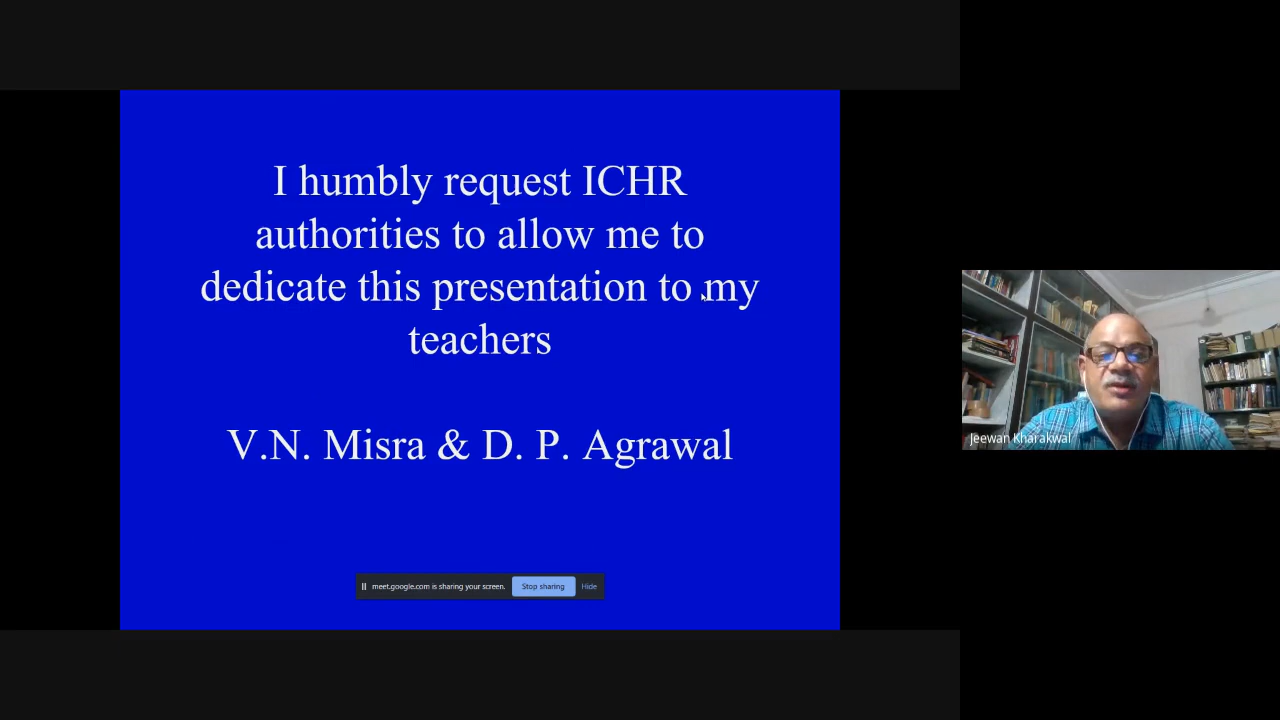 I humbly request ICHR
authorities to allow me to
dedicate this presentation to my
teachers
V.N. Misra & D. P. Agrawal
meet.google.com is sharing your screen. Stop sharing Hide
Jeewan Kharakwal